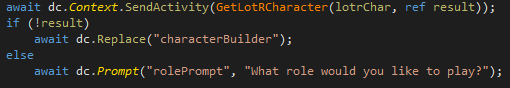 await dc.Context.SendActivity(GetLotRCharacter(lotrChar, ref result));
if (!result)
    await dc.Replace("characterBuilder");
else
    await dc.Prompt("rolePrompt", "What role would you like to play?");